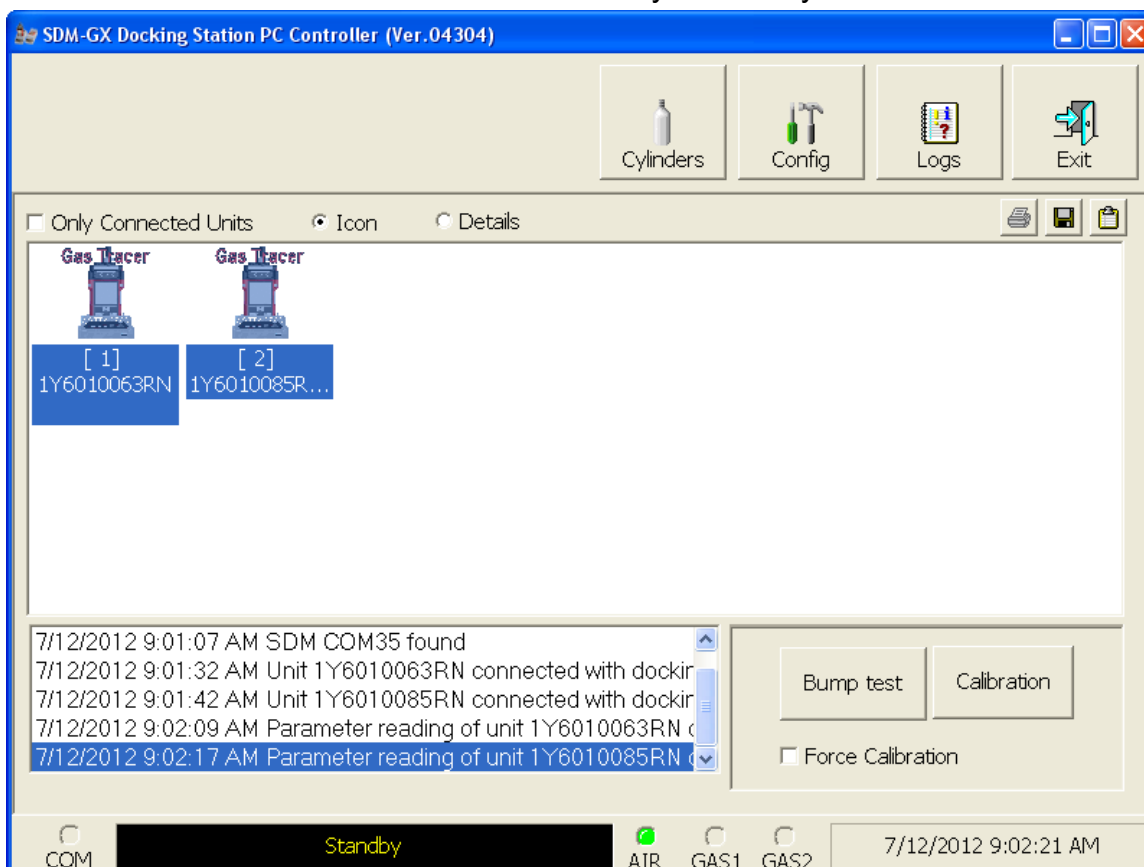 SDM-GX Docking Station PC Controller (Ver.04304)
Cylinders Config Logs Exit
Only Connected Units Icon Details
Gas Tracer Gas Tracer
[ 1] [ 2]
1Y6010063RN 1Y6010085R...
7/12/2012 9:01:07 AM SDM COM35 found
7/12/2012 9:01:32 AM Unit 1Y6010063RN connected with
7/12/2012 9:01:42 AM Unit 1Y6010085RN connected with
7/12/2012 9:02:09 AM Parameter reading of unit 1Y6010063RN
7/12/2012 9:02:17 AM Parameter reading of unit 1Y6010085RN
Bump test Calibration
Force Calibration
COM Standby AIR GAS1 GAS2 7/12/2012 9:02:21 AM